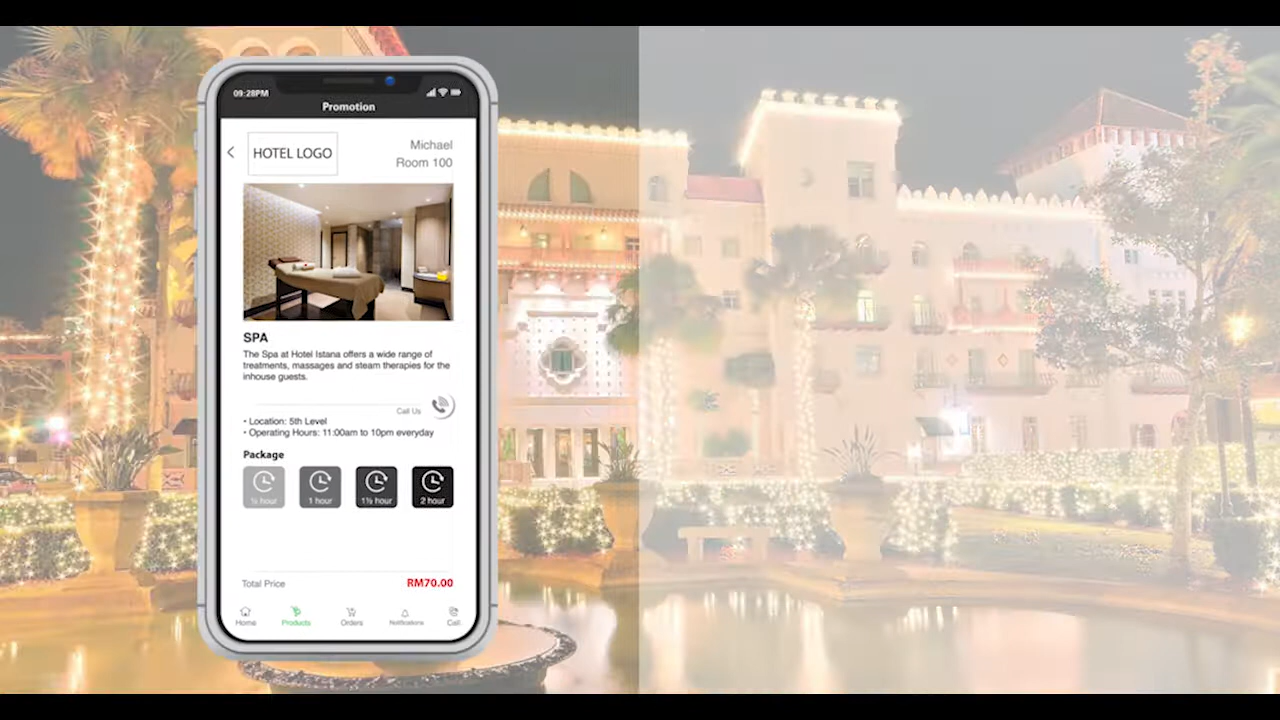 09:28PM
Promotion
HOTEL LOGO
Michael
Room 100
SPA
The Spa at Hotel Istana offers a wide range of
treatments, massages and steam therapies for the
inhouse guests.
Call Us
• Location: 5th Level
• Operating Hours: 11:00am to 10pm everyday
Package
½ hour
1 hour
1½ hour
2 hour
Total Price
RM70.00
Home
Products
Orders
Notifications
Call